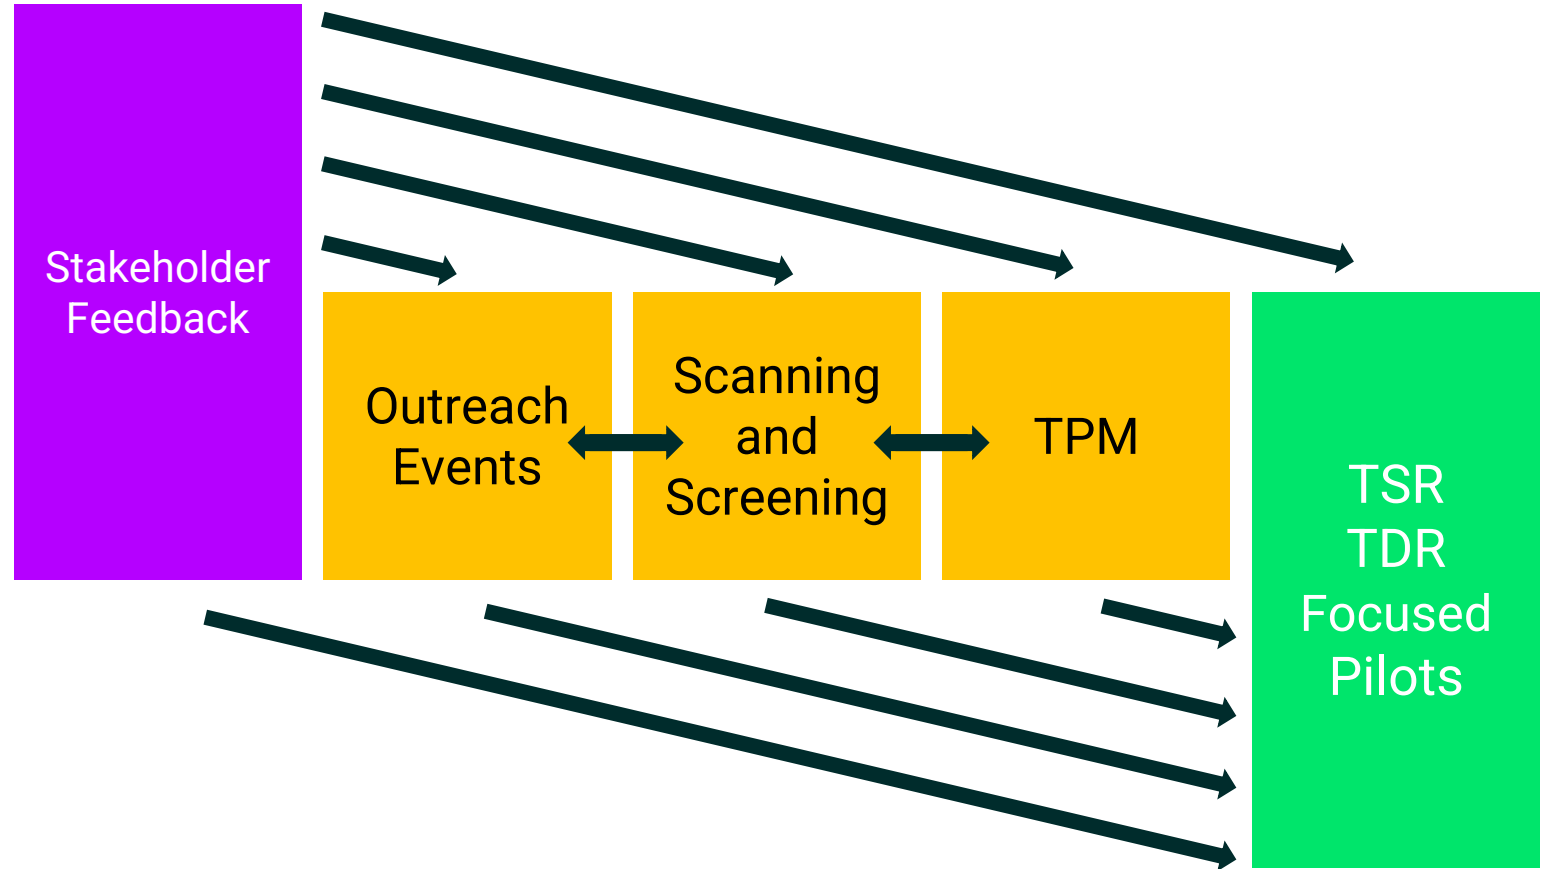 Stakeholder
Feedback
Outreach
Events
Scanning
and
Screening
TPM
TSR
TDR
Focused
Pilots